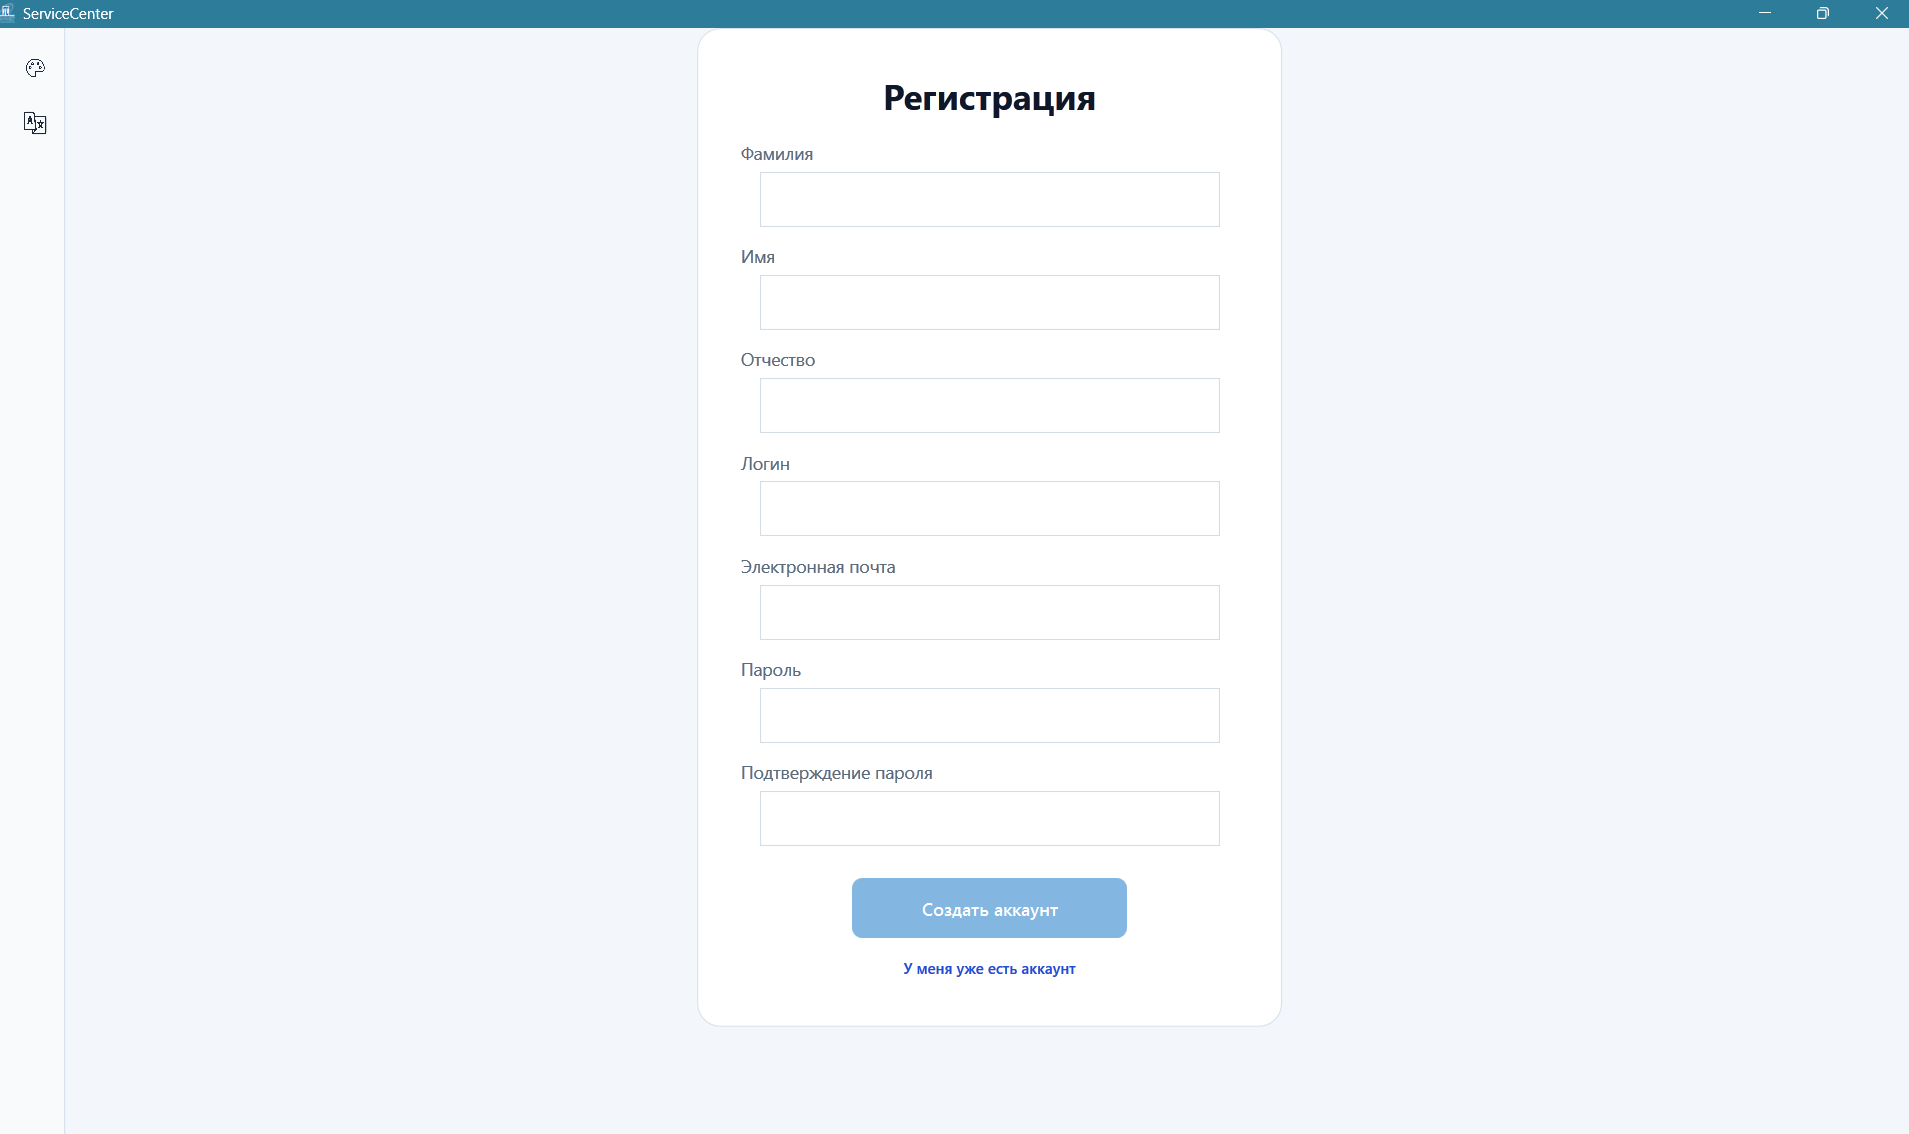 ServiceCenter
Регистрация
Фамилия
Имя
Отчество
Логин
Электронная почта
Пароль
Подтверждение пароля
Создать аккаунт
У меня уже есть аккаунт